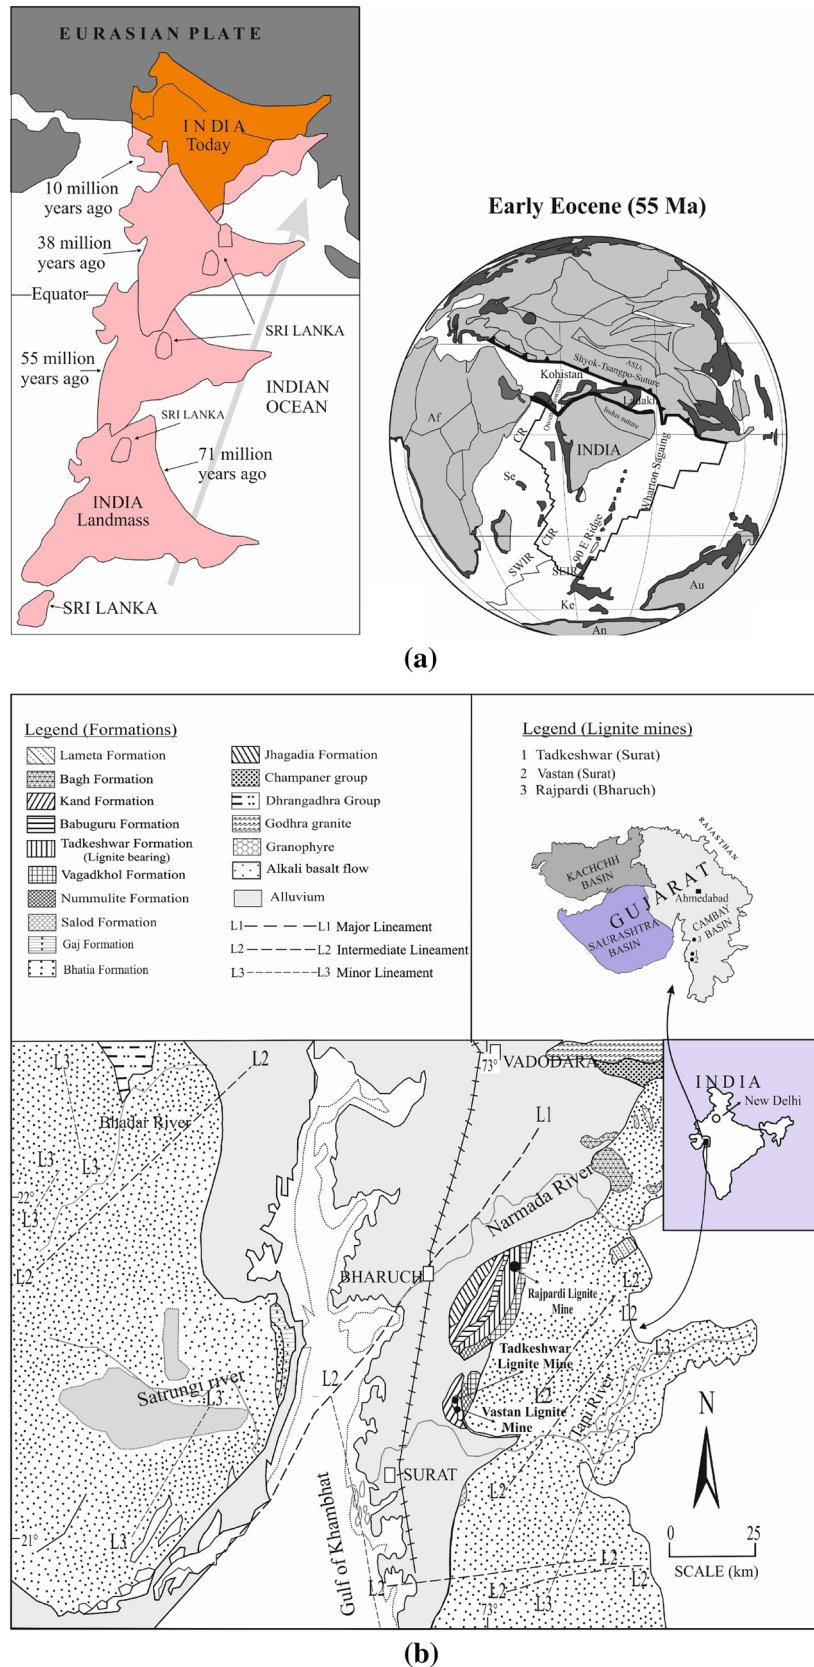 EURASIAN PLATE
I N DI A
Today
10 million
years ago
38 million
years ago
Equator
SRI LANKA
55 million
years ago
INDIAN
OCEAN
SRI LANKA
71 million
years ago
INDIA
Landmass
SRI LANKA
Early Eocene (55 Ma)
ASIA
Shyok-Tsangpo-Suture
Kohistan
Ladakh
Indus suture
Af
CR
INDIA
Se
Wharton Sagaing
90 E Ridge
CIR
SWIR
SEIR
Ke
Au
An
(a)
Legend (Formations)
Lameta Formation
Bagh Formation
Kand Formation
Babuguru Formation
Tadkeshwar Formation
(Lignite bearing)
Vagadkhol Formation
Nummulite Formation
Salod Formation
Gaj Formation
Bhatia Formation
Jhagadia Formation
Champaner group
Dhrangadhra Group
Godhra granite
Granophyre
Alkali basalt flow
Alluvium
L1 L1 Major Lineament
L2 L2 Intermediate Lineament
L3 L3 Minor Lineament
Legend (Lignite mines)
1 Tadkeshwar (Surat)
2 Vastan (Surat)
3 Rajpardi (Bharuch)
RAJASTHAN
KACHCHH
BASIN
GUJARAT
Ahmedabad
SAURASHTRA
BASIN
CAMBAY
BASIN
3
1
2
I N D I A
New Delhi
73°
VADODARA
L3
L2
Bhadar River
L1
L3
L3
22°
L3
Narmada River
L2
BHARUCH
Rajpardi Lignite
Mine
L2
L2
Tadkeshwar
Lignite Mine
L3
Satrungi river
L3
L2
L2
Vastan Lignite
Mine
Tapi River
N
SURAT
L2
Gulf of Khambhat
21°
L3
0 25
SCALE (km)
L2
L2
L2
L2
L3
73°
(b)